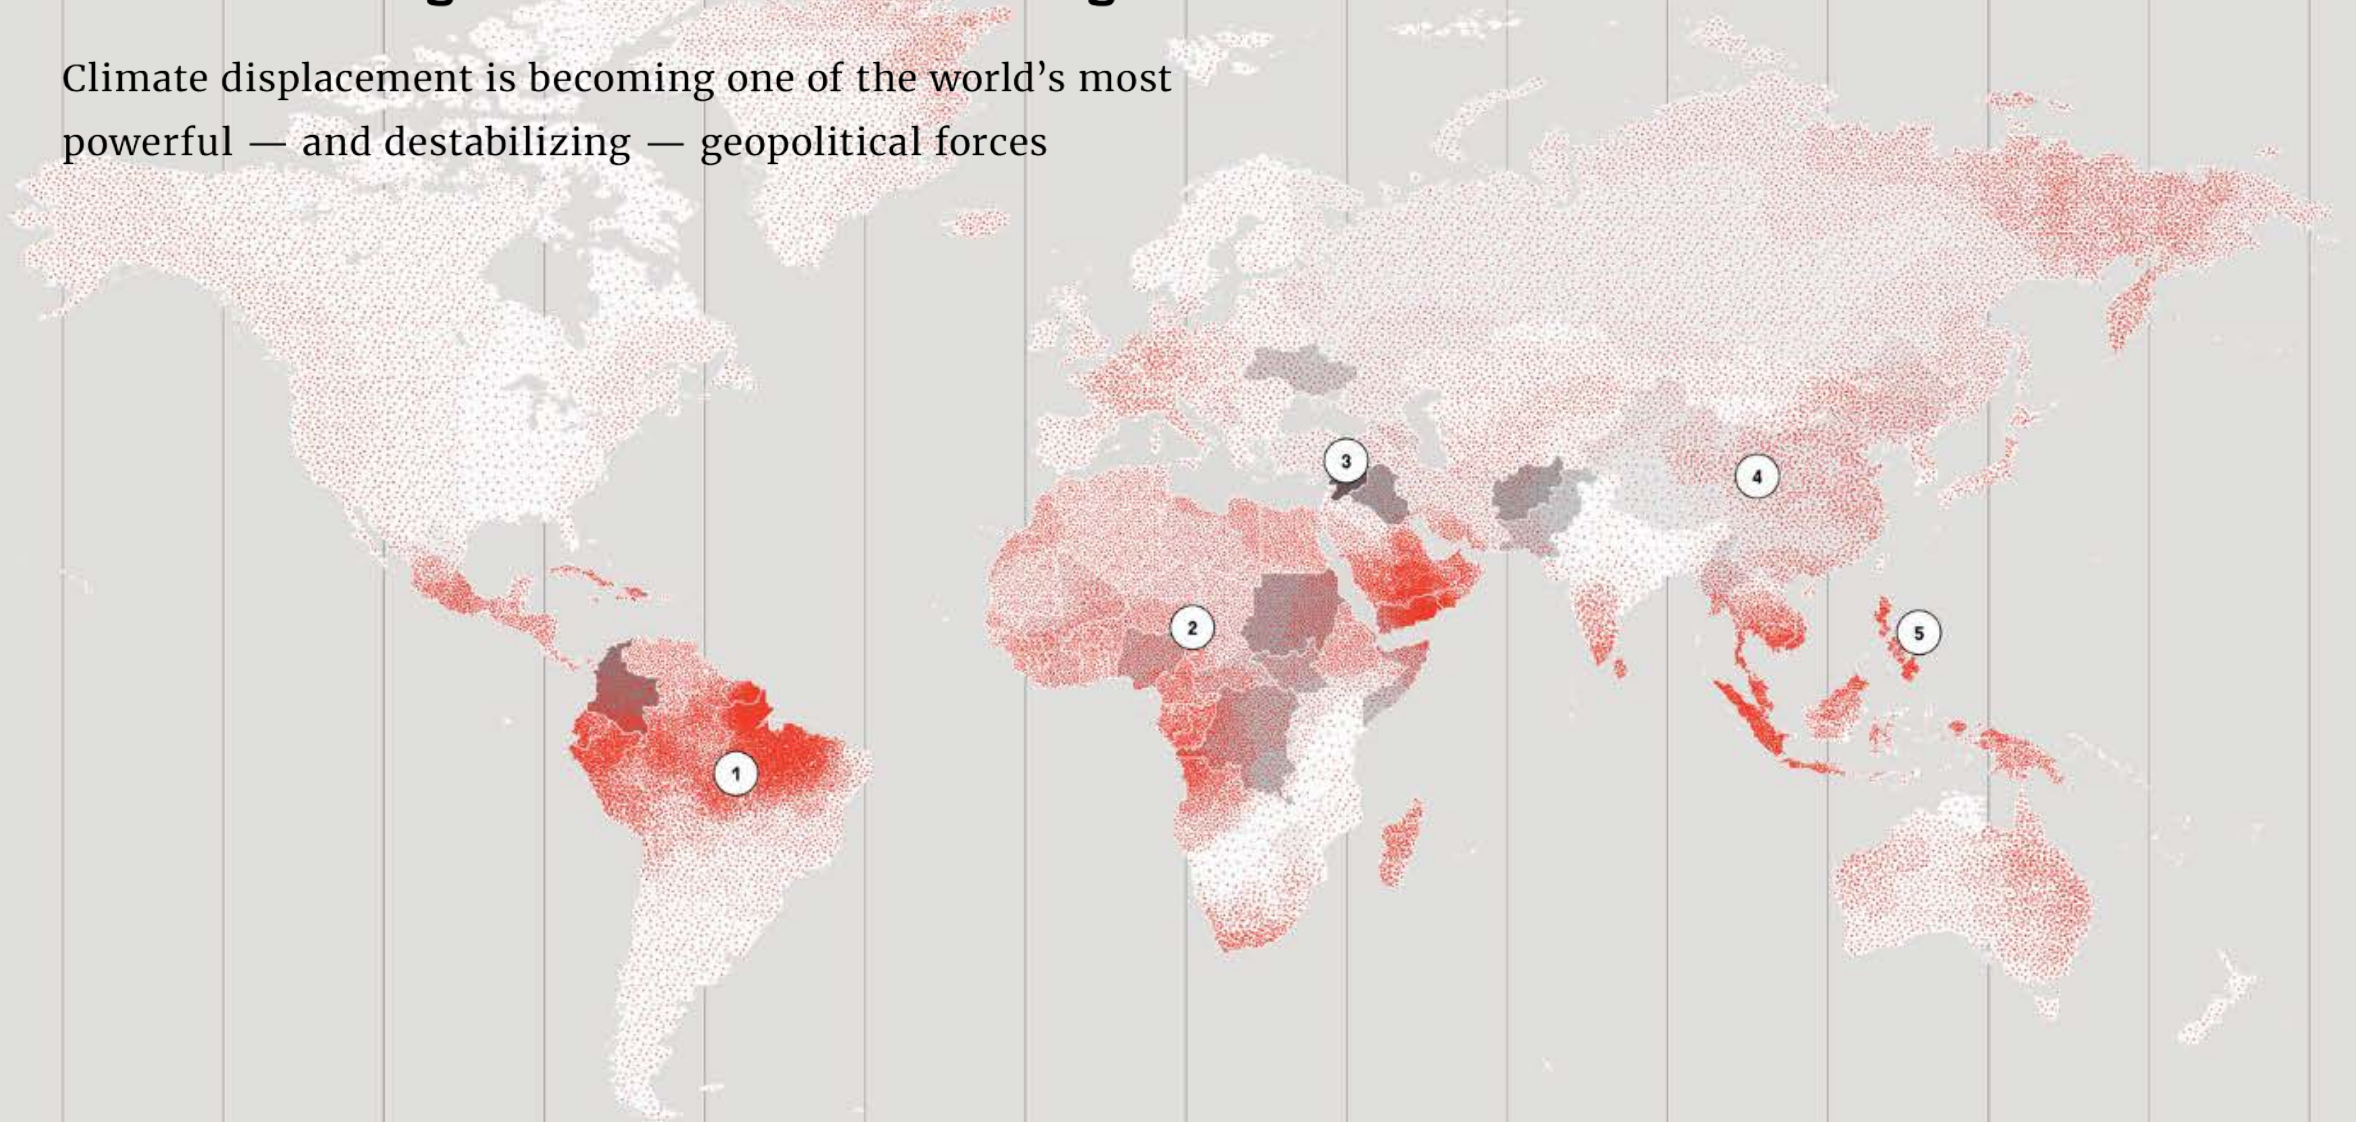 Climate displacement is becoming one of the world’s most
powerful — and destabilizing — geopolitical forces
3
4
2
5
1